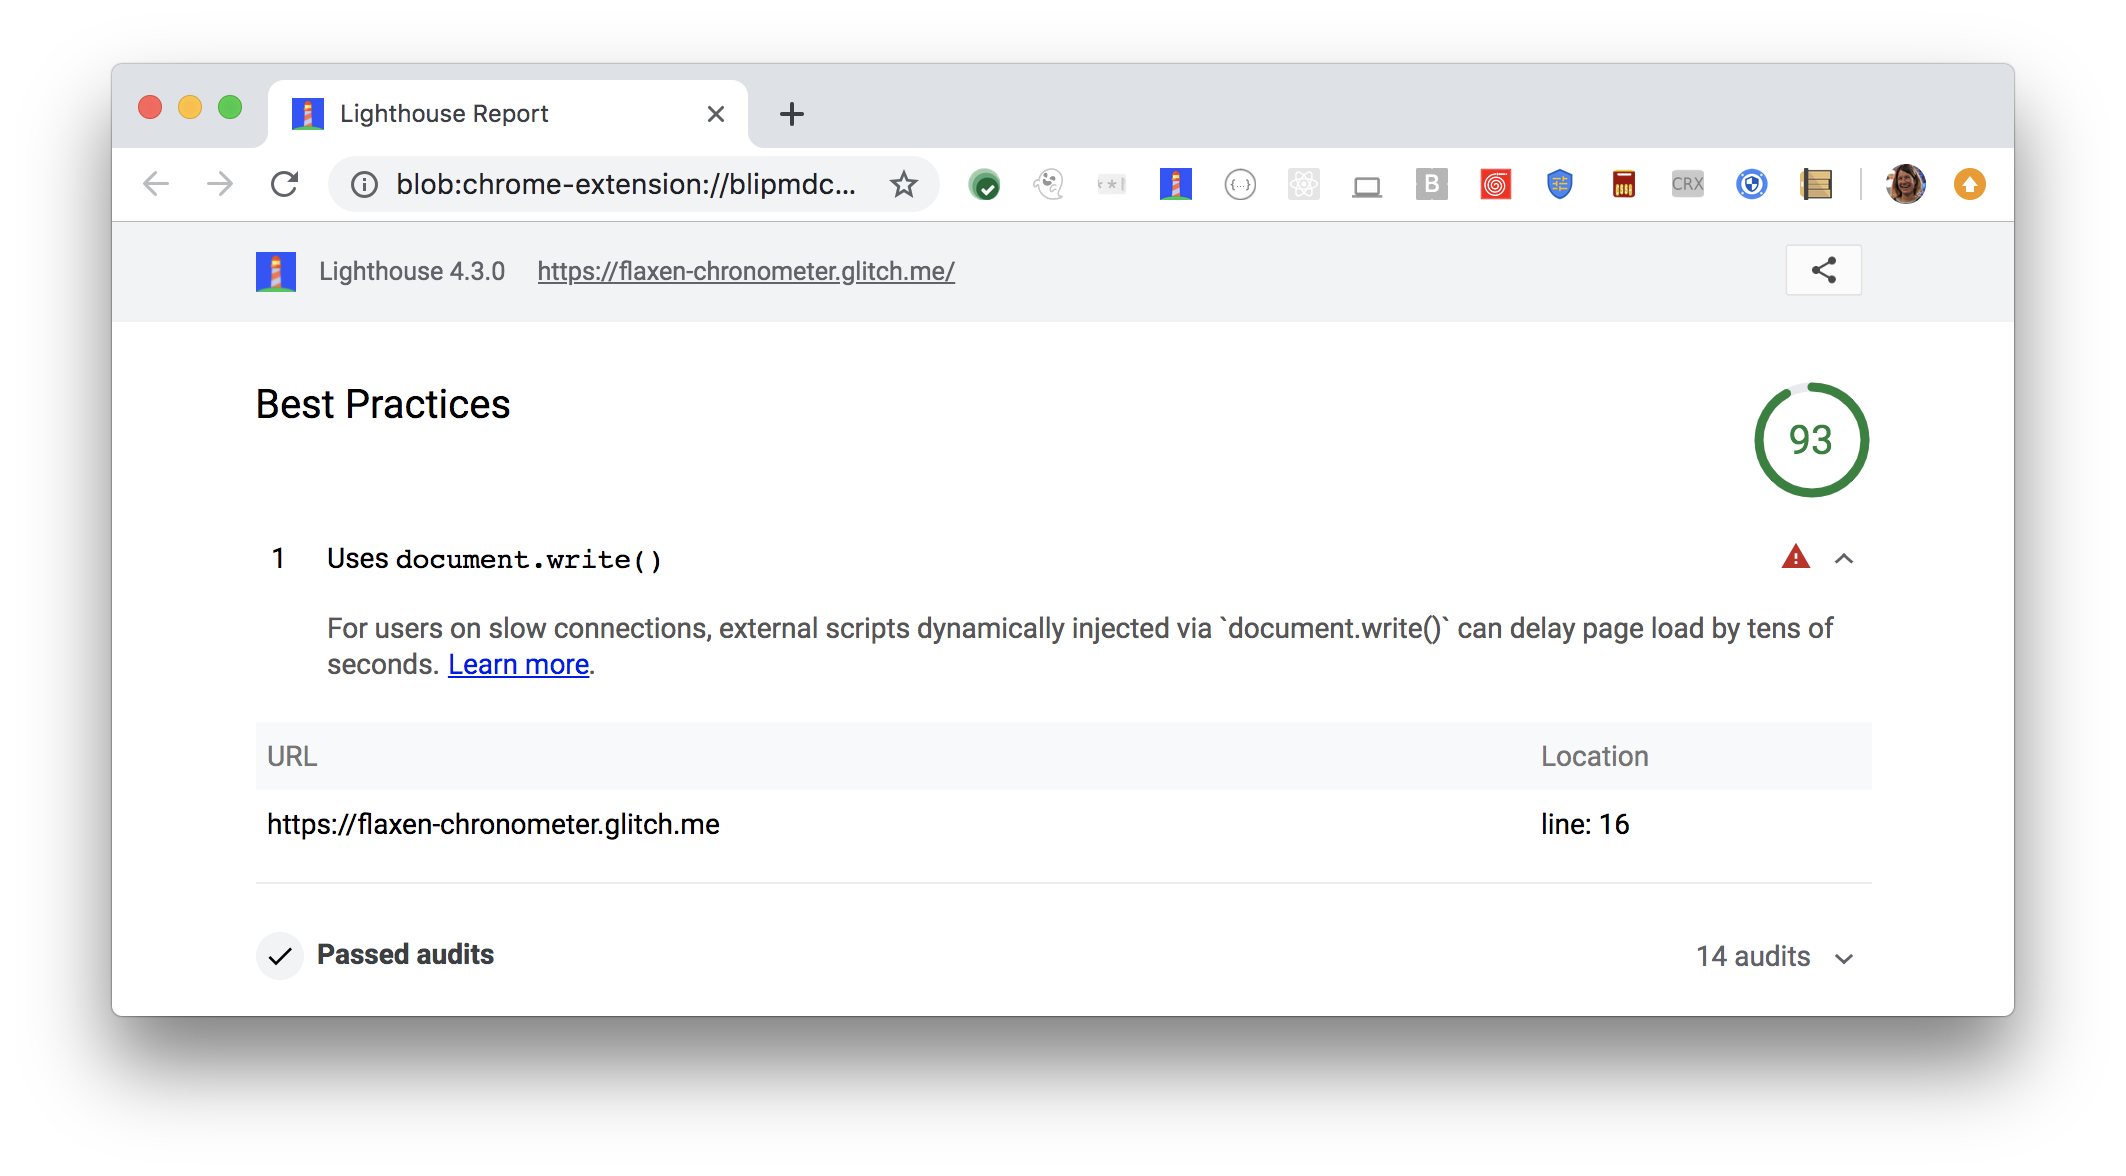 Lighthouse Report
blob:chrome-extension://blipmdc...
{...}
B
CRX
Lighthouse 4.3.0 https://flaxen-chronometer.glitch.me/
Best Practices
93
1 Uses document.write()
For users on slow connections, external scripts dynamically injected via `document.write()` can delay page load by tens of
seconds. Learn more.
URL Location
https://flaxen-chronometer.glitch.me line: 16
Passed audits 14 audits